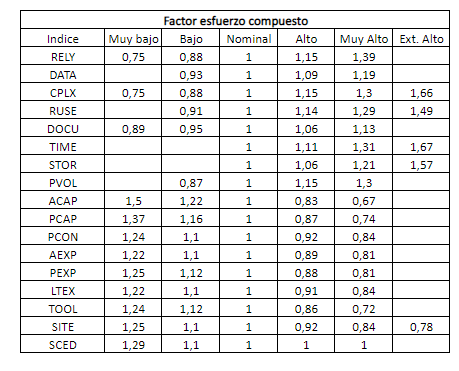 Factor esfuerzo compuesto
Indice Muy bajo Bajo Nominal Alto Muy Alto Ext. Alto
RELY 0,75 0,88 1 1,15 1,39
DATA 0,93 1 1,09 1,19
CPLX 0,75 0,88 1 1,15 1,3 1,66
RUSE 0,91 1 1,14 1,29 1,49
DOCU 0,89 0,95 1 1,06 1,13
TIME 1 1,11 1,31 1,67
STOR 1 1,06 1,21 1,57
PVOL 0,87 1 1,15 1,3
ACAP 1,5 1,22 1 0,83 0,67
PCAP 1,37 1,16 1 0,87 0,74
PCON 1,24 1,1 1 0,92 0,84
AEXP 1,22 1,1 1 0,89 0,81
PEXP 1,25 1,12 1 0,88 0,81
LTEX 1,22 1,1 1 0,91 0,84
TOOL 1,24 1,12 1 0,86 0,72
SITE 1,25 1,1 1 0,92 0,84 0,78
SCED 1,29 1,1 1 1 1